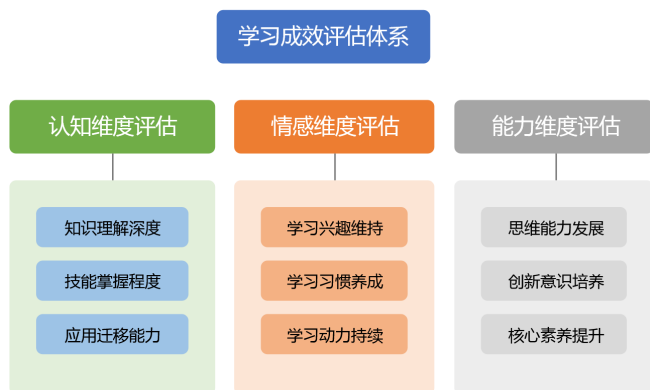 学习成效评估体系
认知维度评估
情感维度评估
能力维度评估
知识理解深度
学习兴趣维持
思维能力发展
技能掌握程度
学习习惯养成
创新意识培养
应用迁移能力
学习动力持续
核心素养提升